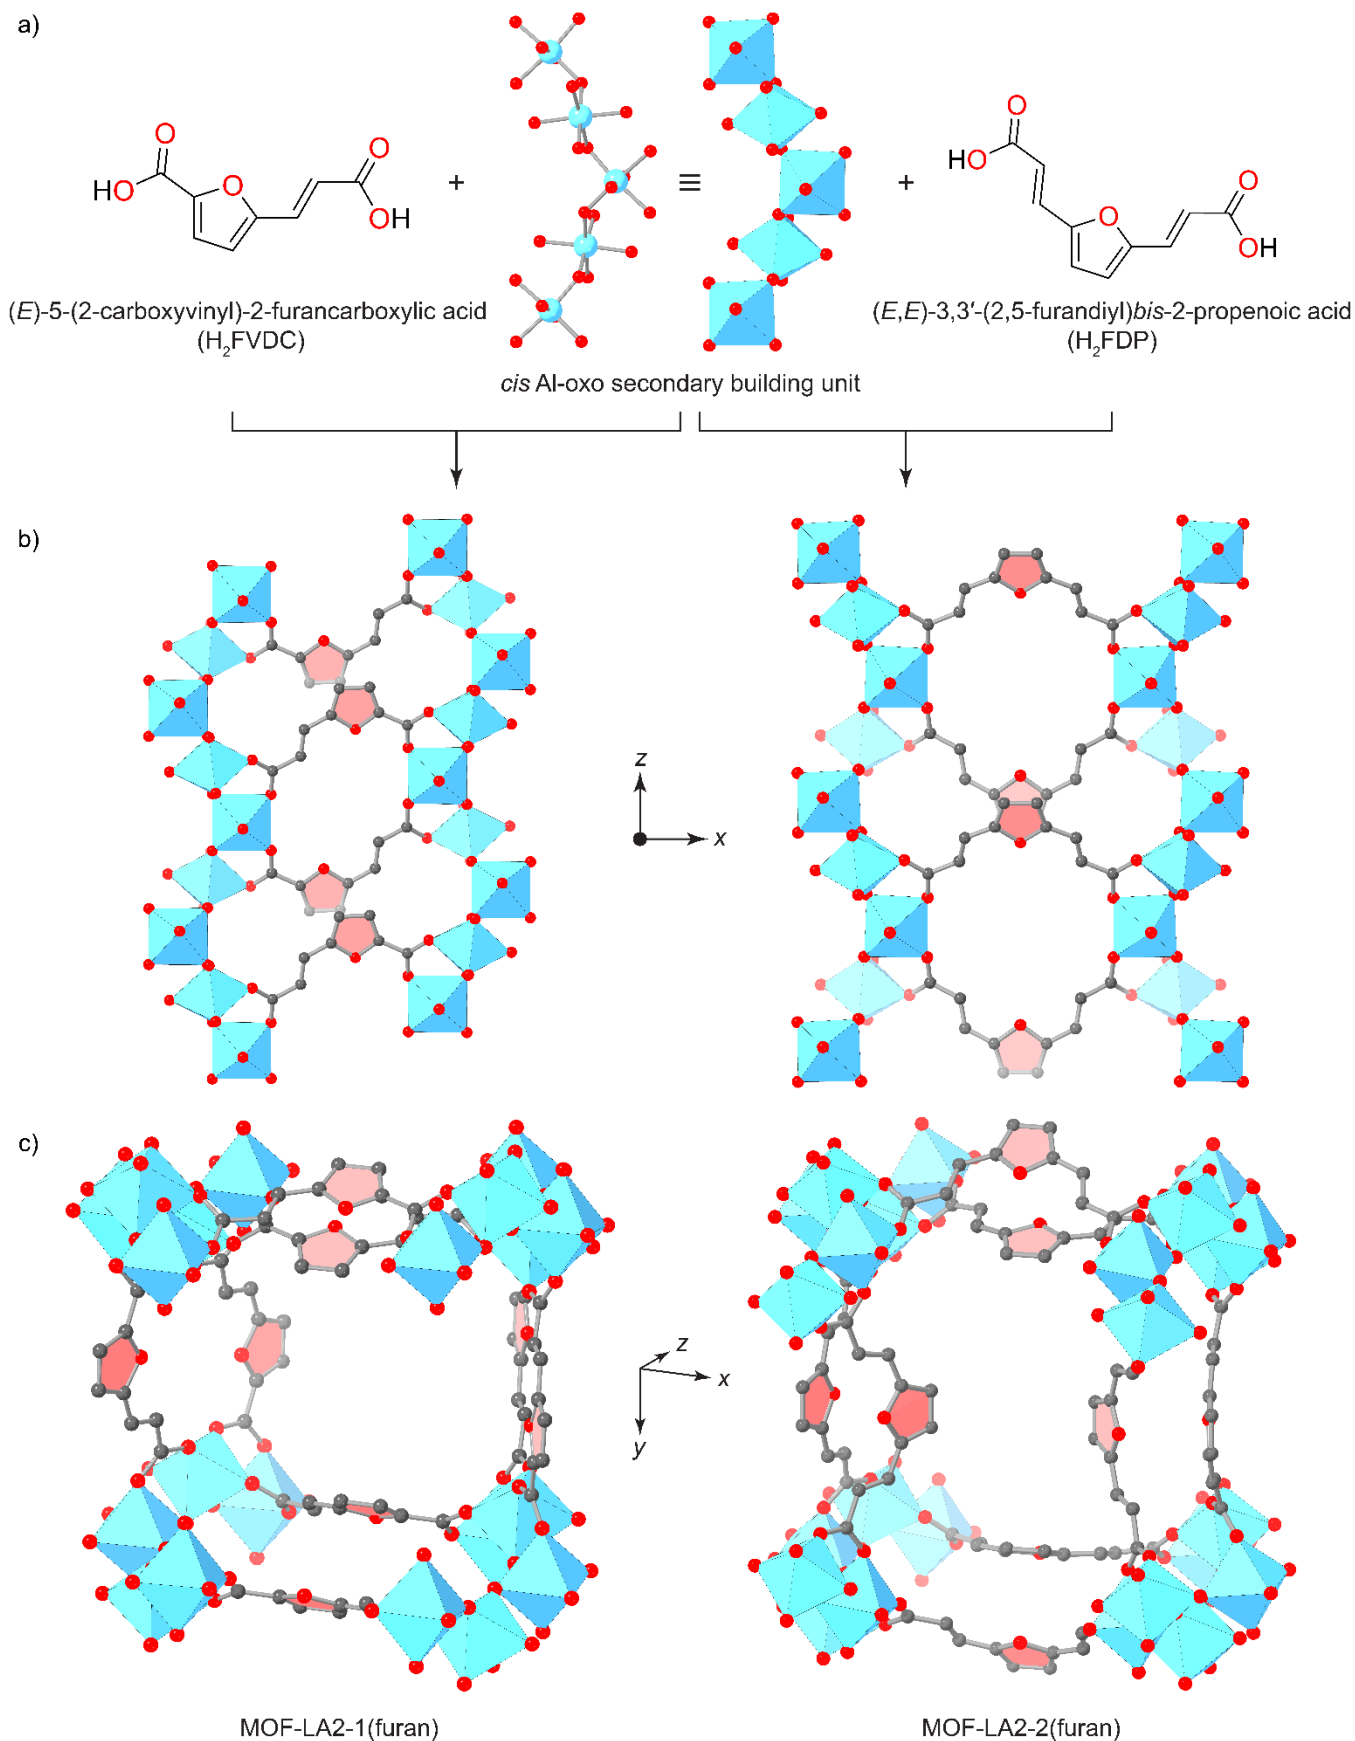 a)
O
HO
O
O
OH
+
≡
+
O
HO
O
O
OH
(E)-5-(2-carboxyvinyl)-2-furancarboxylic acid
(H₂FVDC)
(E,E)-3,3′-(2,5-furandiyl)bis-2-propenoic acid
(H₂FDP)
cis Al-oxo secondary building unit
b)
z
x
c)
z
x
y
MOF-LA2-1(furan)
MOF-LA2-2(furan)